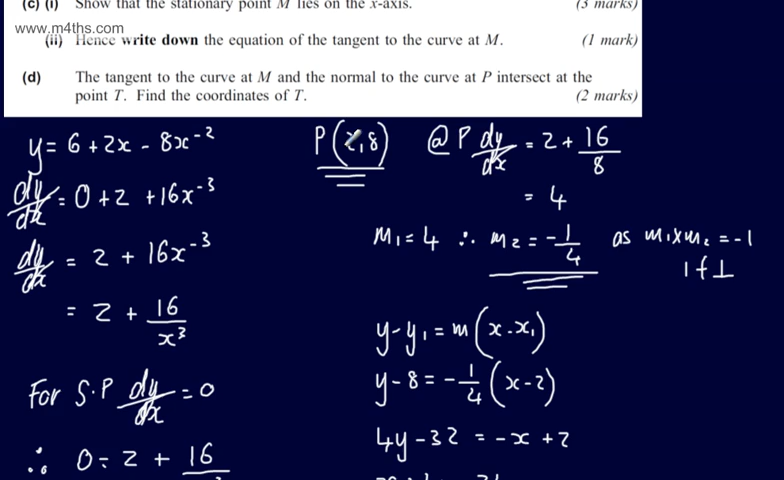 (c) (i) Show that the stationary point M lies on the x-axis. (3 marks)
www.m4ths.com
(ii) Hence write down the equation of the tangent to the curve at M. (1 mark)
(d) The tangent to the curve at M and the normal to the curve at P intersect at the
point T. Find the coordinates of T. (2 marks)
y = 6 + 2x - 8x⁻²
dy/dx = 0 + 2 + 16x⁻³
dy/dx = 2 + 16x⁻³
= 2 + 16/x³
For S.P dy/dx = 0
∴ 0 = 2 + 16
P(2,8) @P dy/dx = 2 + 16/8
= 4
M₁ = 4 ∴ m₂ = -1/4 as m₁×m₂ = -1
if ⊥
y - y₁ = m(x - x₁)
y - 8 = -1/4(x - 2)
4y - 32 = -x + 2